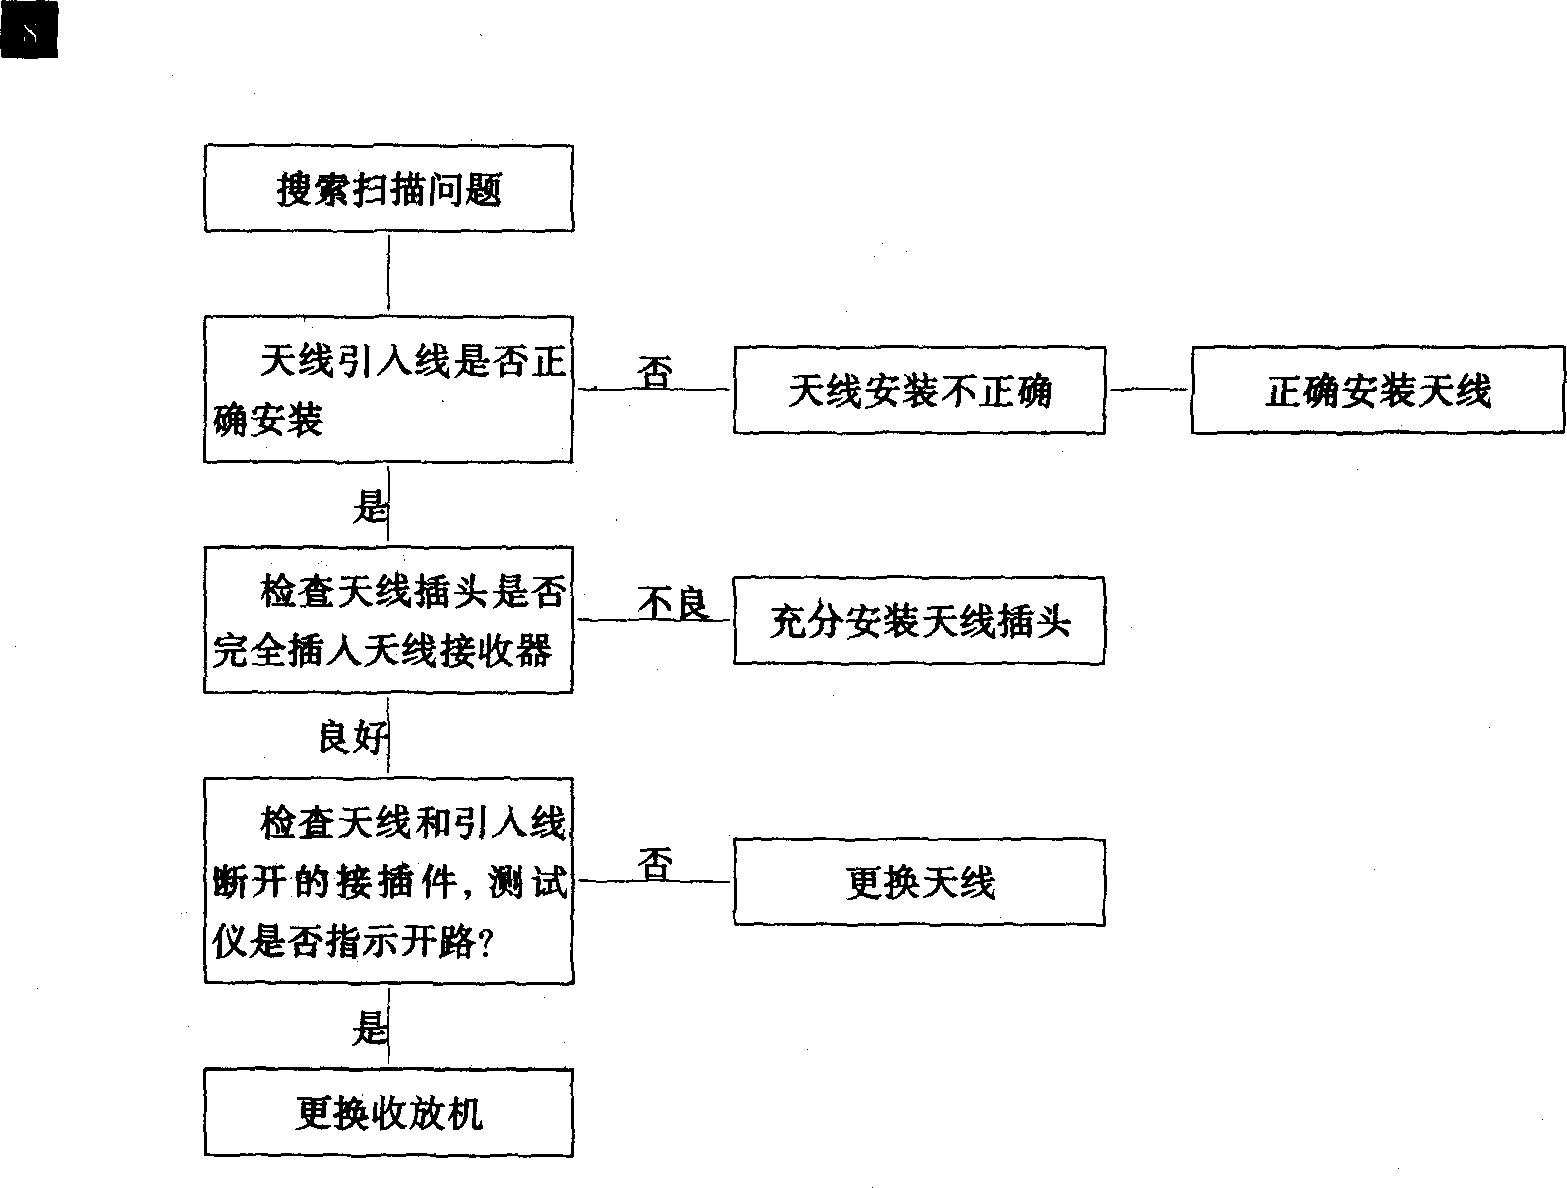 搜索扫描问题
天线引入线是否正
确安装
否
天线安装不正确
正确安装天线
是
检查天线插头是否
完全插入天线接收器
不良
充分安装天线插头
良好
检查天线和引入线
断开的接插件,测试
仪是否指示开路?
否
更换天线
是
更换收放机